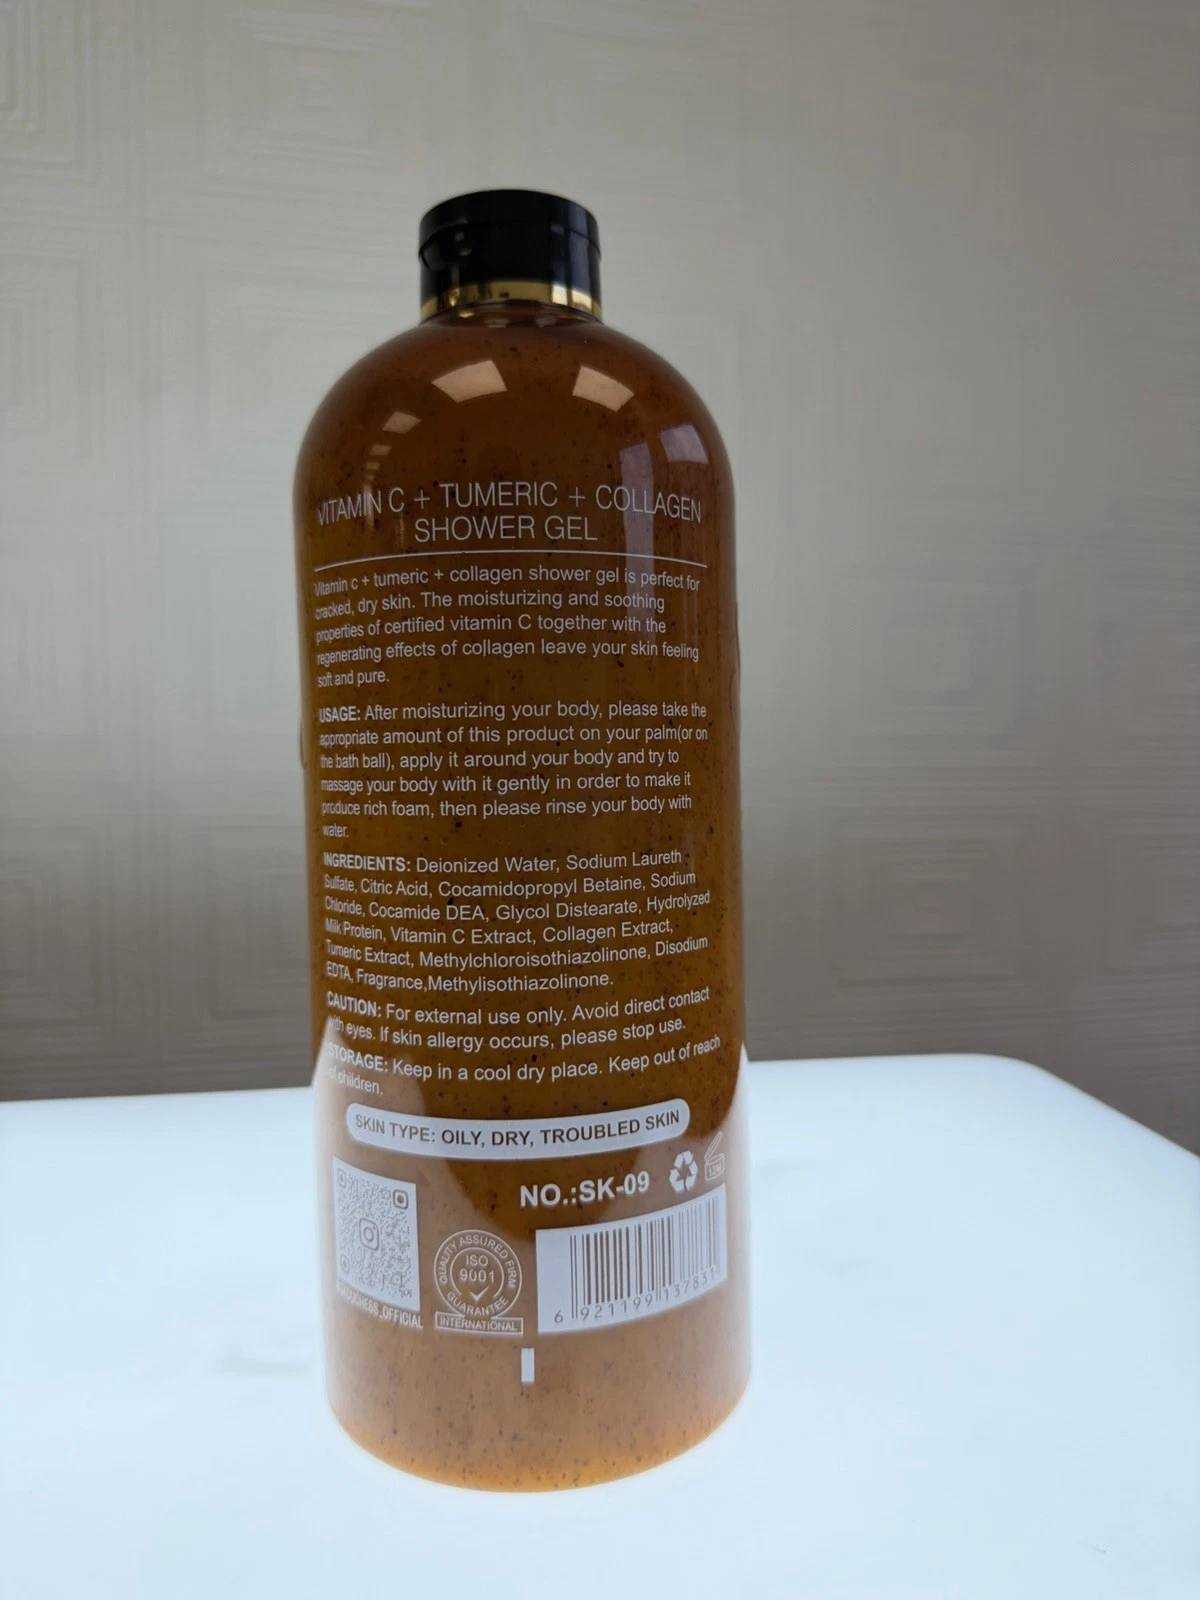 VITAMIN C + TUMERIC + COLLAGEN
SHOWER GEL
Vitamin c + tumeric + collagen shower gel is perfect for
cracked, dry skin. The moisturizing and soothing
properties of certified vitamin C together with the
regenerating effects of collagen leave your skin feeling
soft and pure.
USAGE: After moisturizing your body, please take the
appropriate amount of this product on your palm(or on
the bath ball), apply it around your body and try to
massage your body with it gently in order to make it
produce rich foam, then please rinse your body with
water.
INGREDIENTS: Deionized Water, Sodium Laureth
Sulfate, Citric Acid, Cocamidopropyl Betaine, Sodium
Chloride, Cocamide DEA, Glycol Distearate, Hydrolyzed
Milk Protein, Vitamin C Extract, Collagen Extract,
Tumeric Extract, Methylchloroisothiazolinone, Disodium
EDTA, Fragrance,Methylisothiazolinone.
CAUTION: For external use only. Avoid direct contact
with eyes. If skin allergy occurs, please stop use.
STORAGE: Keep in a cool dry place. Keep out of reach
of children.
SKIN TYPE: OILY, DRY, TROUBLED SKIN
NO.:SK-09
12M
QUALITY ASSURED FIRM
ISO
9001
GUARANTEE
INTERNATIONAL
6 921199 137831